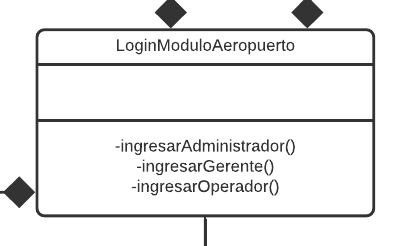 LoginModuloAeropuerto
-ingresarAdministrador()
-ingresarGerente()
-ingresarOperador()